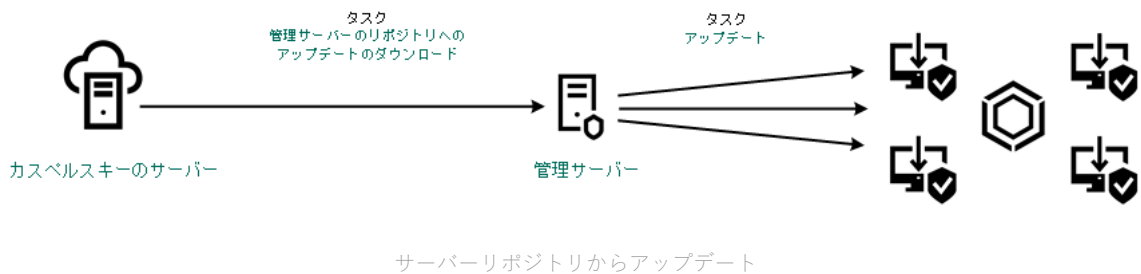 タスク
管理サーバーのリポジトリへの
アップデートのダウンロード
タスク
アップデート
カスペルスキーのサーバー
管理サーバー
サーバーリポジトリからアップデート